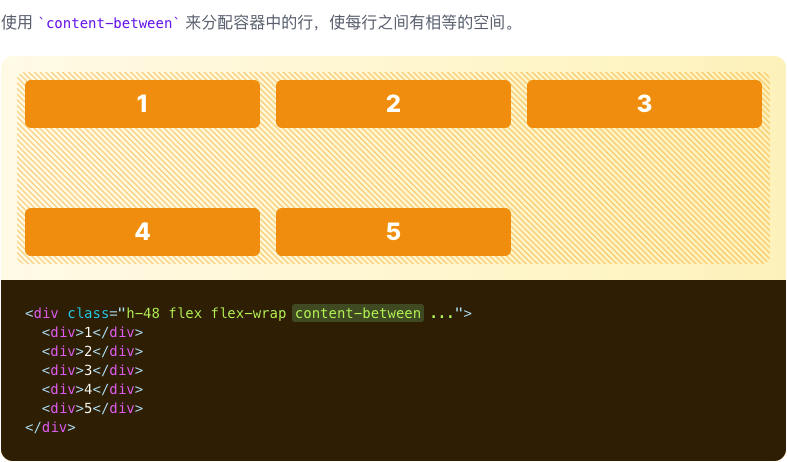 使用 `content-between` 来分配容器中的行，使每行之间有相等的空间。
1 2 3
4 5
<div class="h-48 flex flex-wrap content-between ...">
  <div>1</div>
  <div>2</div>
  <div>3</div>
  <div>4</div>
  <div>5</div>
</div>